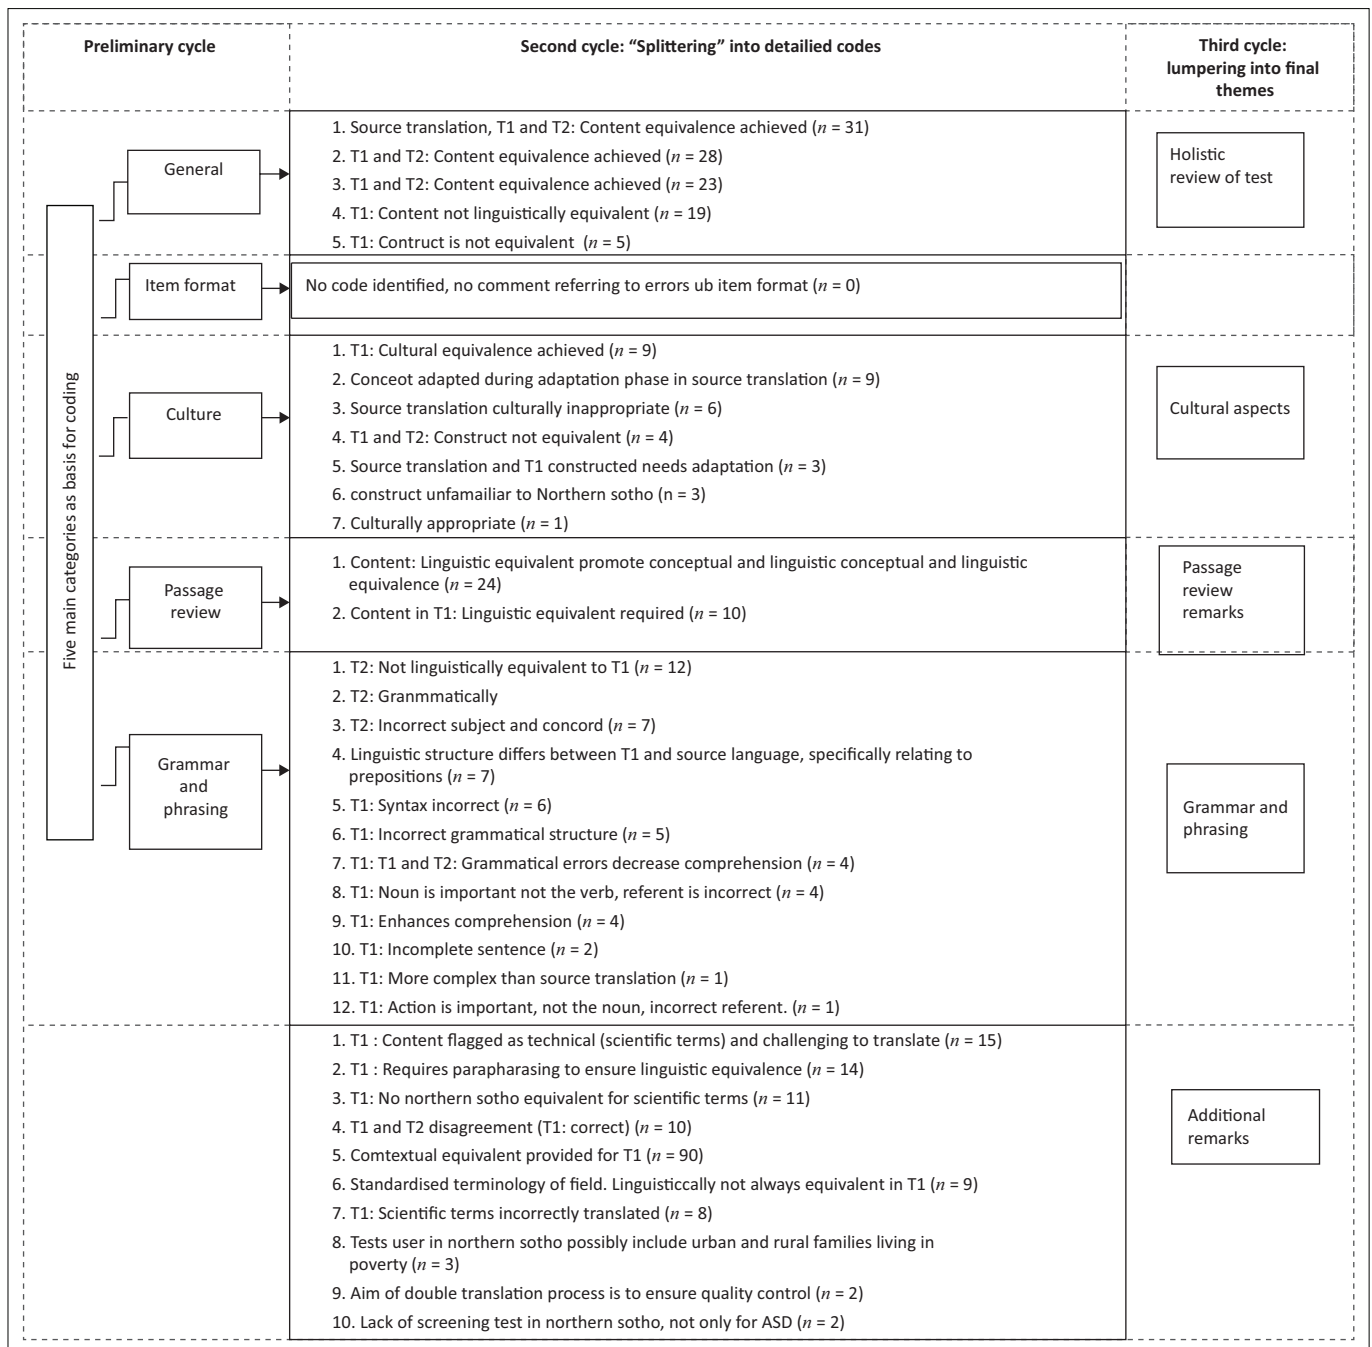 Preliminary cycle
Second cycle: “Splittering” into detailied codes
Third cycle:
lumpering into final
themes
Five main categories as basis for coding
General
1. Source translation, T1 and T2: Content equivalence achieved (n = 31)
2. T1 and T2: Content equivalence achieved (n = 28)
3. T1 and T2: Content equivalence achieved (n = 23)
4. T1: Content not linguistically equivalent (n = 19)
5. T1: Contruct is not equivalent (n = 5)
Holistic
review of test
Item format
No code identified, no comment referring to errors ub item format (n = 0)
Culture
1. T1: Cultural equivalence achieved (n = 9)
2. Conceot adapted during adaptation phase in source translation (n = 9)
3. Source translation culturally inappropriate (n = 6)
4. T1 and T2: Construct not equivalent (n = 4)
5. Source translation and T1 constructed needs adaptation (n = 3)
6. construct unfamiliar to Northern sotho (n = 3)
7. Culturally appropriate (n = 1)
Cultural aspects
Passage
review
1. Content: Linguistic equivalent promote conceptual and linguistic conceptual and linguistic
equivalence (n = 24)
2. Content in T1: Linguistic equivalent required (n = 10)
Passage
review
remarks
Grammar
and
phrasing
1. T2: Not linguistically equivalent to T1 (n = 12)
2. T2: Granmmatically
3. T2: Incorrect subject and concord (n = 7)
4. Linguistic structure differs between T1 and source language, specifically relating to
prepositions (n = 7)
5. T1: Syntax incorrect (n = 6)
6. T1: Incorrect grammatical structure (n = 5)
7. T1: T1 and T2: Grammatical errors decrease comprehension (n = 4)
8. T1: Noun is important not the verb, referent is incorrect (n = 4)
9. T1: Enhances comprehension (n = 4)
10. T1: Incomplete sentence (n = 2)
11. T1: More complex than source translation (n = 1)
12. T1: Action is important, not the noun, incorrect referent. (n = 1)
Grammar and
phrasing
1. T1 : Content flagged as technical (scientific terms) and challenging to translate (n = 15)
2. T1 : Requires parapharasing to ensure linguistic equivalence (n = 14)
3. T1: No northern sotho equivalent for scientific terms (n = 11)
4. T1 and T2 disagreement (T1: correct) (n = 10)
5. Comtextual equivalent provided for T1 (n = 90)
6. Standardised terminology of field. Linguisticcally not always equivalent in T1 (n = 9)
7. T1: Scientific terms incorrectly translated (n = 8)
8. Tests user in northern sotho possibly include urban and rural families living in
poverty (n = 3)
9. Aim of double translation process is to ensure quality control (n = 2)
10. Lack of screening test in northern sotho, not only for ASD (n = 2)
Additional
remarks